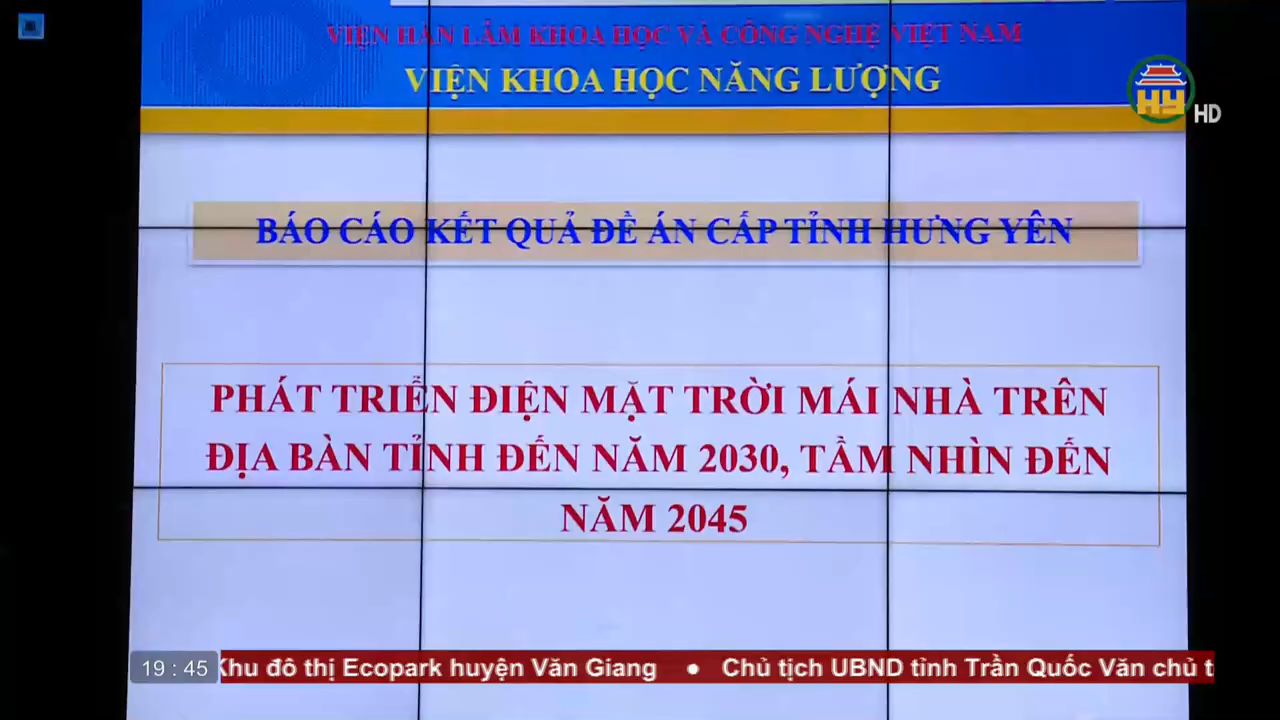 VIỆN HÀN LÂM KHOA HỌC VÀ CÔNG NGHỆ VIỆT NAM
VIỆN KHOA HỌC NĂNG LƯỢNG
HY HD
BÁO CÁO KẾT QUẢ ĐỀ ÁN CẤP TỈNH HƯNG YÊN
PHÁT TRIỂN ĐIỆN MẶT TRỜI MÁI NHÀ TRÊN
ĐỊA BÀN TỈNH ĐẾN NĂM 2030, TẦM NHÌN ĐẾN
NĂM 2045
19 : 45 Khu đô thị Ecopark huyện Văn Giang ● Chủ tịch UBND tỉnh Trần Quốc Văn chủ t